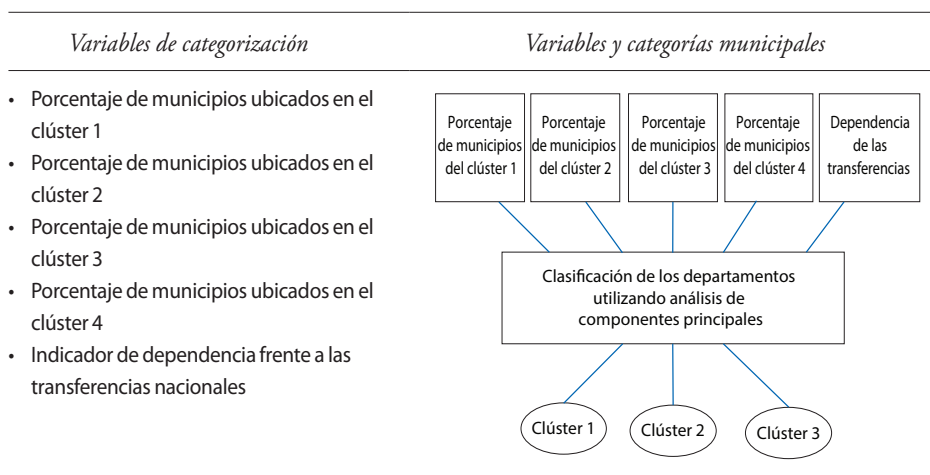 Variables de categorización
Variables y categorías municipales
• Porcentaje de municipios ubicados en el
clúster 1
• Porcentaje de municipios ubicados en el
clúster 2
• Porcentaje de municipios ubicados en el
clúster 3
• Porcentaje de municipios ubicados en el
clúster 4
• Indicador de dependencia frente a las
transferencias nacionales
Porcentaje
de municipios
del clúster 1
Porcentaje
de municipios
del clúster 2
Porcentaje
de municipios
del clúster 3
Porcentaje
de municipios
del clúster 4
Dependencia
de las
transferencias
Clasificación de los departamentos
utilizando análisis de
componentes principales
Clúster 1
Clúster 2
Clúster 3